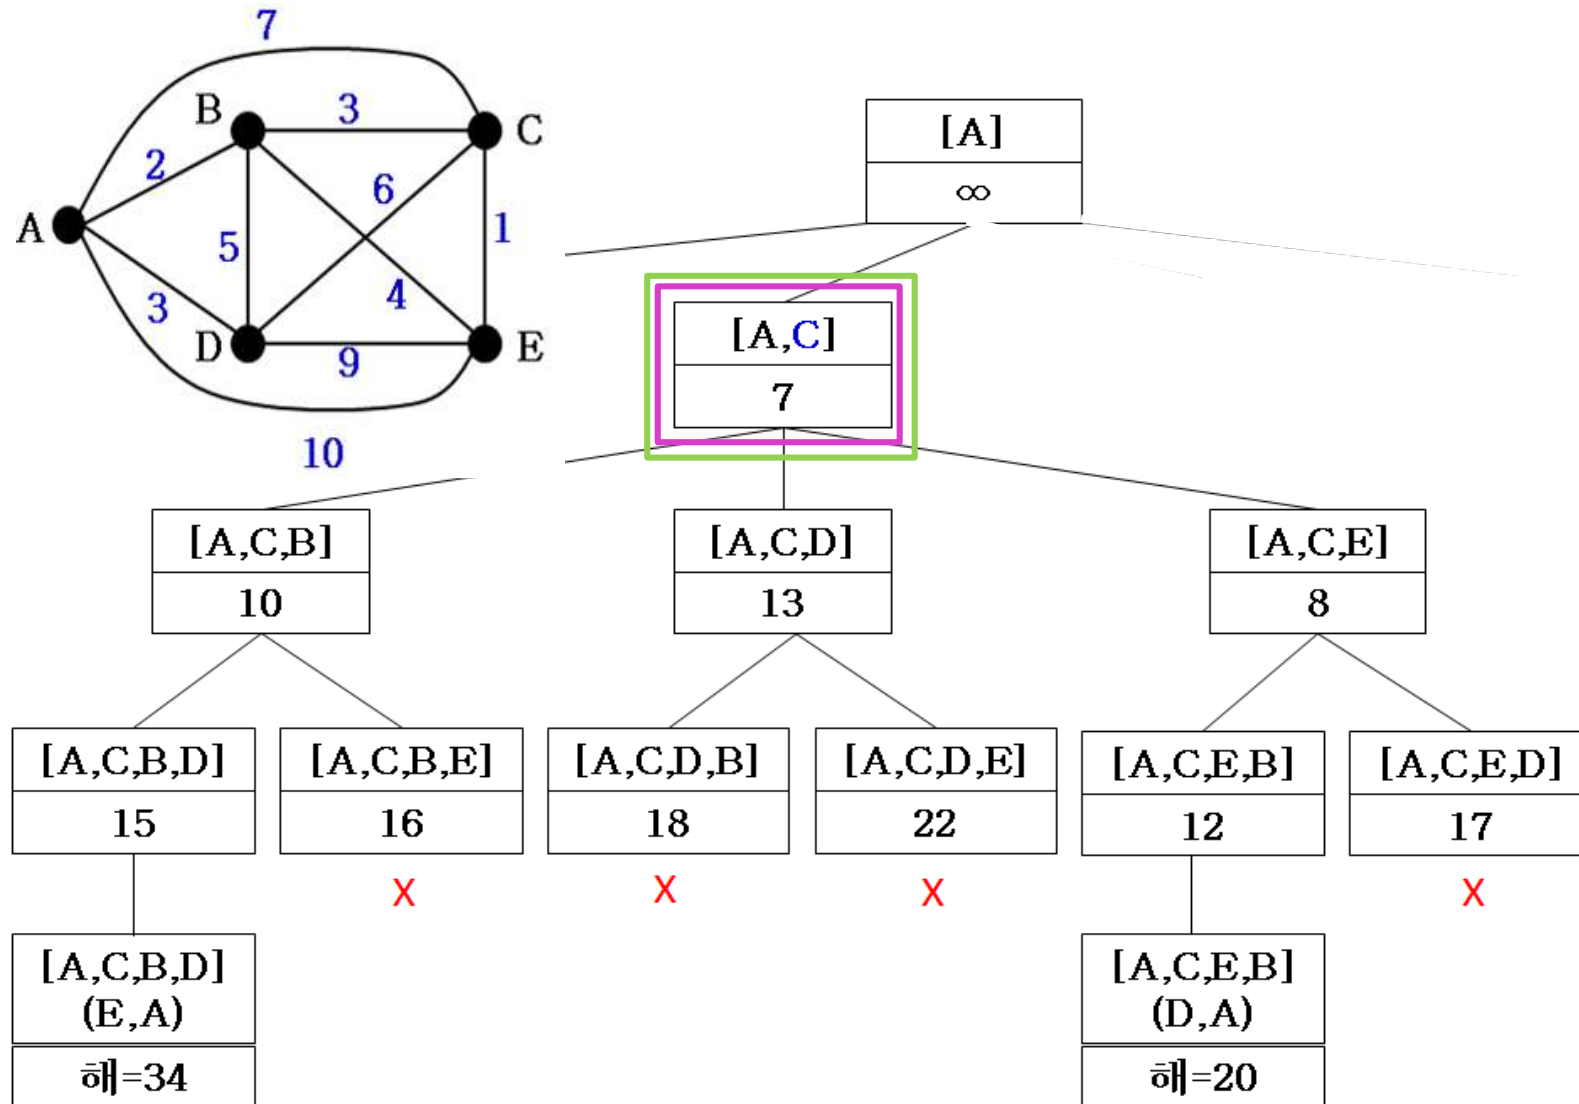 7
B
3
C
2
6
A
5
1
3
4
D
9
E
10
[A]
∞
[A,C]
7
[A,C,B]
10
[A,C,D]
13
[A,C,E]
8
[A,C,B,D]
15
[A,C,B,E]
16
X
[A,C,D,B]
18
X
[A,C,D,E]
22
X
[A,C,E,B]
12
[A,C,E,D]
17
X
[A,C,B,D]
(E,A)
해=34
[A,C,E,B]
(D,A)
해=20